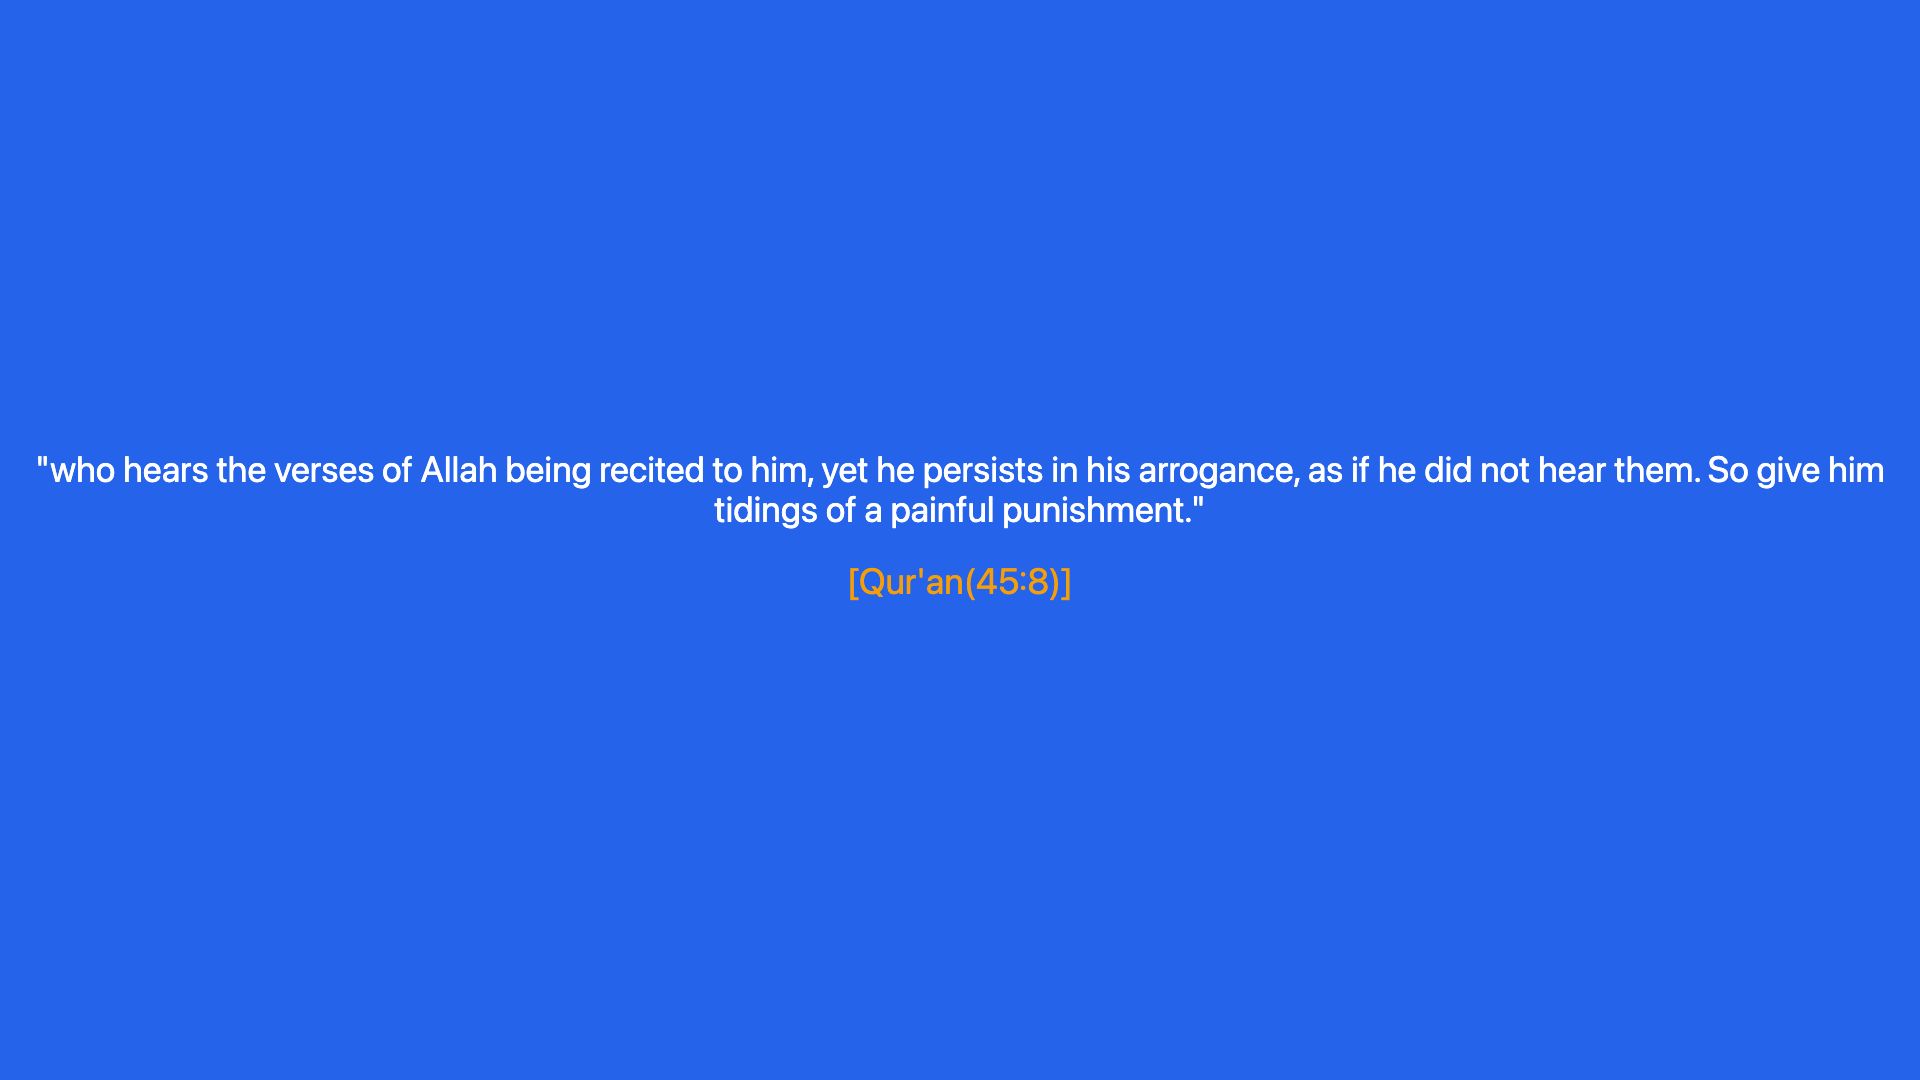 "who hears the verses of Allah being recited to him, yet he persists in his arrogance, as if he did not hear them. So give him
tidings of a painful punishment."
[Qur'an(45:8)]